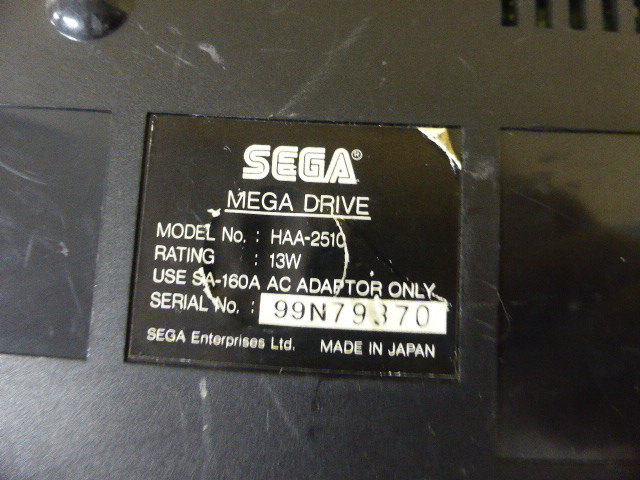 SEGA®
MEGA DRIVE
MODEL No. : HAA-2510
RATING : 13W
USE SA-160A AC ADAPTOR ONLY
SERIAL No. : 99N79370
SEGA Enterprises Ltd. MADE IN JAPAN